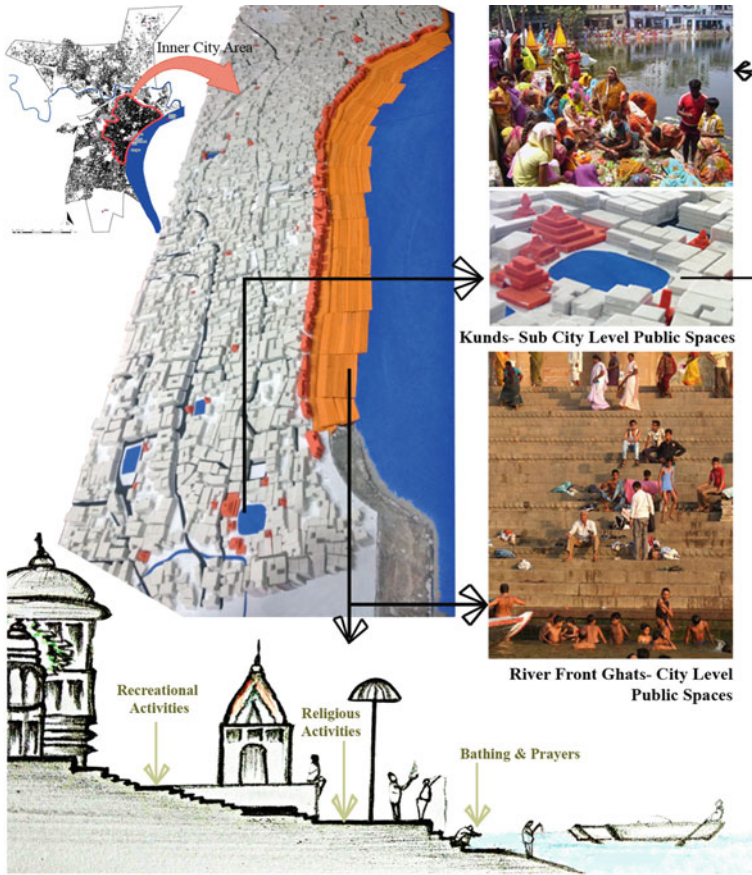 Inner City Area
Kunds- Sub City Level Public Spaces
River Front Ghats- City Level
Public Spaces
Recreational
Activities
Religious
Activities
Bathing & Prayers